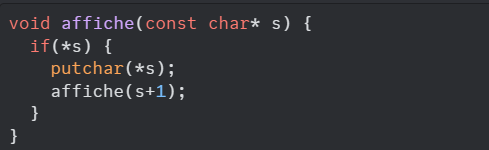 void affiche(const char* s) {
  if(*s) {
    putchar(*s);
    affiche(s+1);
  }
}